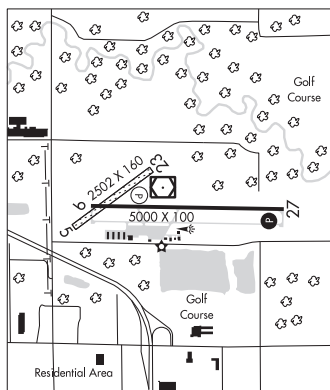 Golf
Course
2502 X 160
23
P
9
5
5000 X 100
27
P
Golf
Course
Residential Area